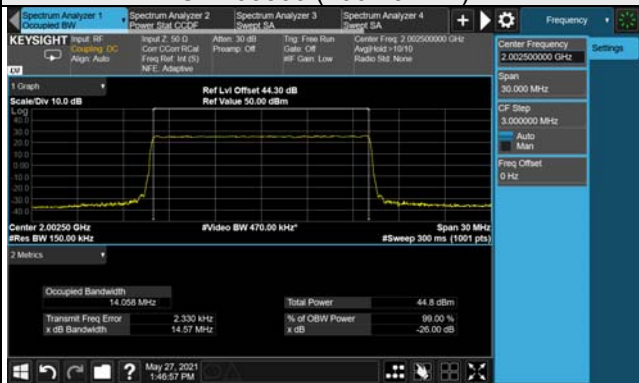 Spectrum Analyzer 1
Occupied BW
Spectrum Analyzer 2
Power Stat CCDF
Spectrum Analyzer 3
Swept SA
Spectrum Analyzer 4
Swept SA
Frequency
KEYSIGHT
Input: RF
Coupling: DC
Align: Auto
Input Z: 50 Ω
Corr CCorr RCal
Freq Ref: Int (S)
NFE: Adaptive
Atten: 30 dB
Preamp: Off
Trig: Free Run
Gate: Off
#IF Gain: Low
Center Freq: 2.002500000 GHz
Avg|Hold:>10/10
Radio Std: None
Center Frequency
2.002500000 GHz
Settings
Span
30.000 MHz
CF Step
3.000000 MHz
Auto
Man
Freq Offset
0 Hz
1 Graph
Scale/Div 10.0 dB
Ref Lvl Offset 44.30 dB
Ref Value 50.00 dBm
Log
40.0
30.0
20.0
10.0
0.00
-10.0
-20.0
-30.0
-40.0
Center 2.00250 GHz
#Res BW 150.00 kHz
#Video BW 470.00 kHz*
Span 30 MHz
#Sweep 300 ms (1001 pts)
2 Metrics
Occupied Bandwidth
14.058 MHz
Total Power
44.8 dBm
Transmit Freq Error
2.330 kHz
% of OBW Power
99.00 %
x dB Bandwidth
14.57 MHz
x dB
-26.00 dB
?
May 27, 2021
1:46:57 PM